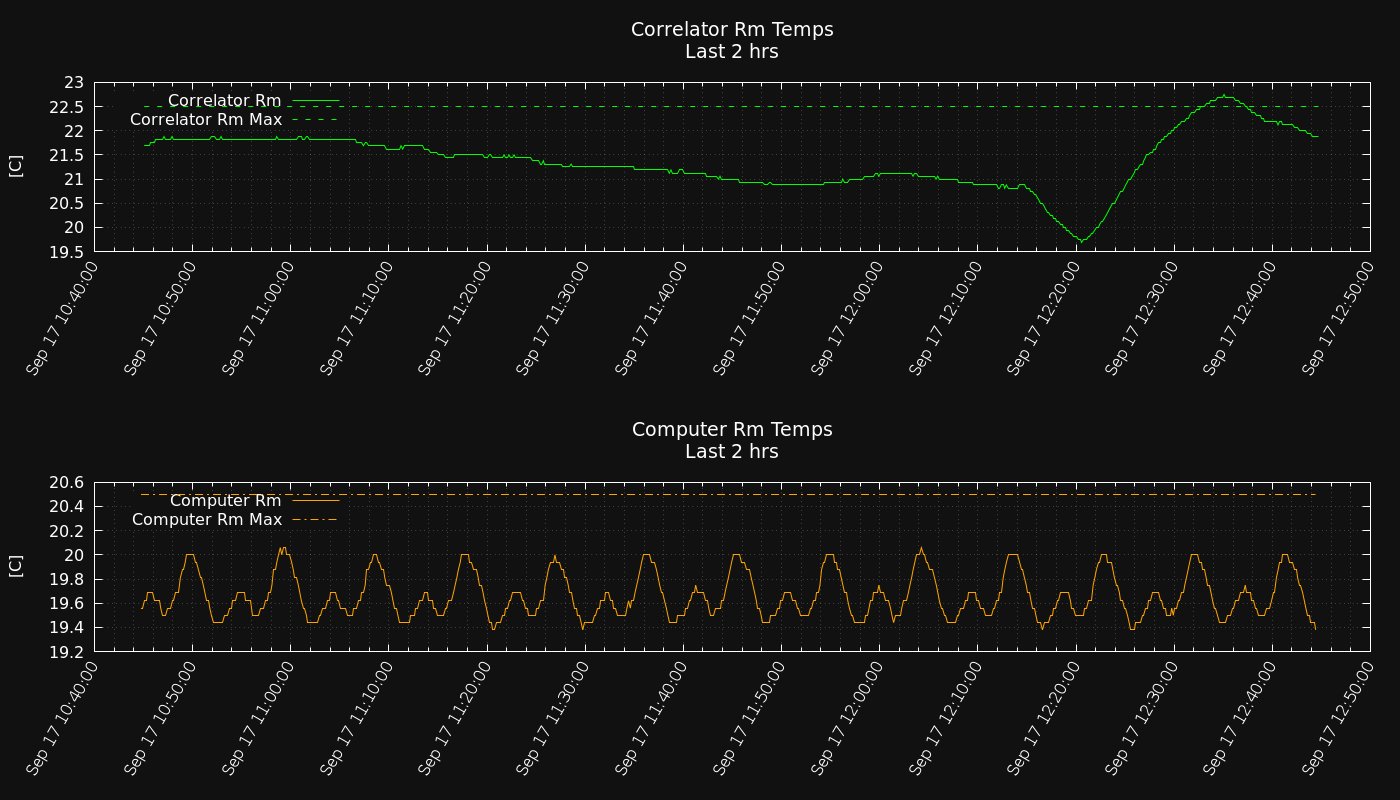 Correlator Rm Temps
Last 2 hrs
23
22.5
22
21.5
21
20.5
20
19.5
[C]
Correlator Rm
Correlator Rm Max
Sep 17 10:40:00
Sep 17 10:50:00
Sep 17 11:00:00
Sep 17 11:10:00
Sep 17 11:20:00
Sep 17 11:30:00
Sep 17 11:40:00
Sep 17 11:50:00
Sep 17 12:00:00
Sep 17 12:10:00
Sep 17 12:20:00
Sep 17 12:30:00
Sep 17 12:40:00
Sep 17 12:50:00
Computer Rm Temps
Last 2 hrs
20.6
20.4
20.2
20
19.8
19.6
19.4
19.2
[C]
Computer Rm
Computer Rm Max
Sep 17 10:40:00
Sep 17 10:50:00
Sep 17 11:00:00
Sep 17 11:10:00
Sep 17 11:20:00
Sep 17 11:30:00
Sep 17 11:40:00
Sep 17 11:50:00
Sep 17 12:00:00
Sep 17 12:10:00
Sep 17 12:20:00
Sep 17 12:30:00
Sep 17 12:40:00
Sep 17 12:50:00